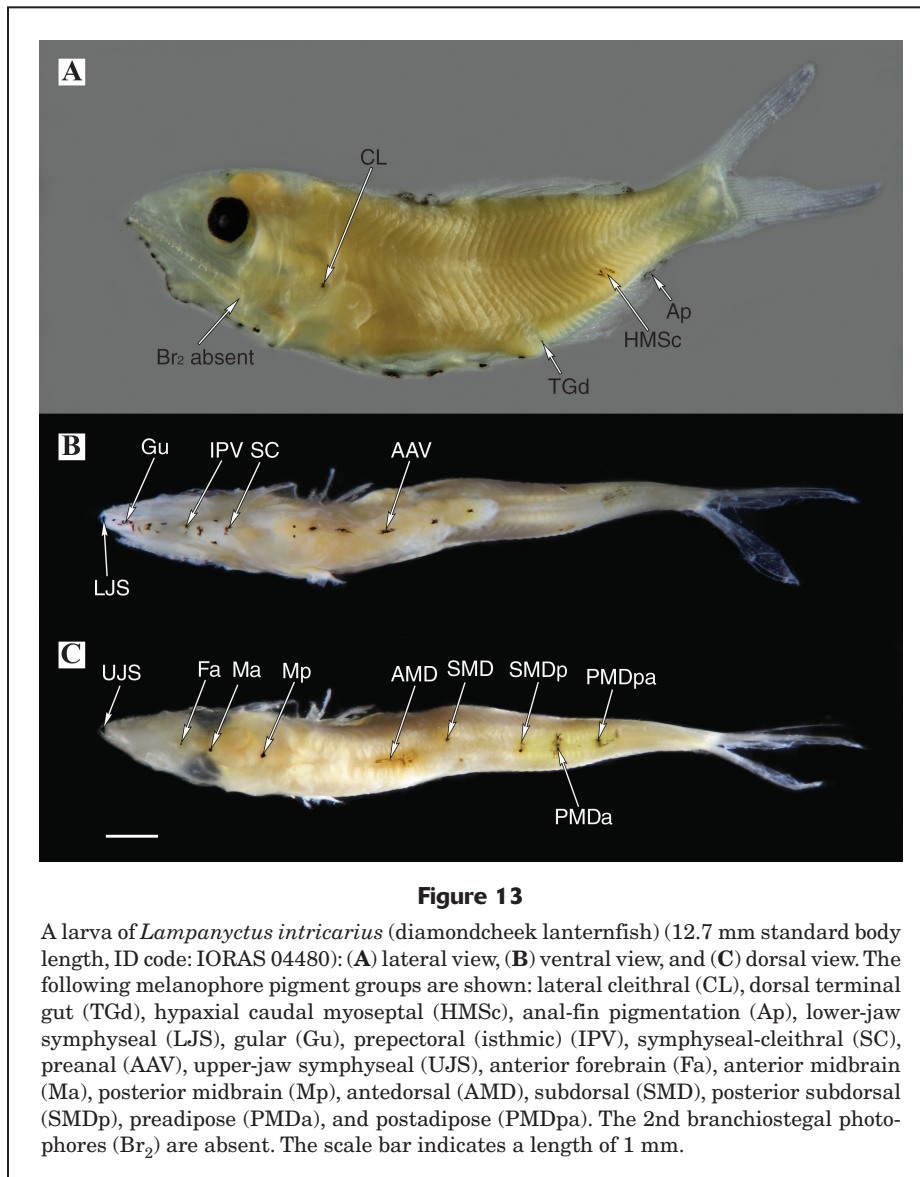 A
CL
Br₂ absent
Ap
HMSc
TGd
B
Gu
IPV
SC
AAV
LJS
C
UJS
Fa
Ma
Mp
AMD
SMD
SMDp
PMDpa
PMDa
Figure 13
A larva of Lampanyctus intricarius (diamondcheek lanternfish) (12.7 mm standard body
length, ID code: IORAS 04480): (A) lateral view, (B) ventral view, and (C) dorsal view. The
following melanophore pigment groups are shown: lateral cleithral (CL), dorsal terminal
gut (TGd), hypaxial caudal myoseptal (HMSc), anal-fin pigmentation (Ap), lower-jaw
symphyseal (LJS), gular (Gu), prepectoral (isthmic) (IPV), symphyseal-cleithral (SC),
preanal (AAV), upper-jaw symphyseal (UJS), anterior forebrain (Fa), anterior midbrain
(Ma), posterior midbrain (Mp), antedorsal (AMD), subdorsal (SMD), posterior subdorsal
(SMDp), preadipose (PMDa), and postadipose (PMDpa). The 2nd branchiostegal photo-
phores (Br₂) are absent. The scale bar indicates a length of 1 mm.